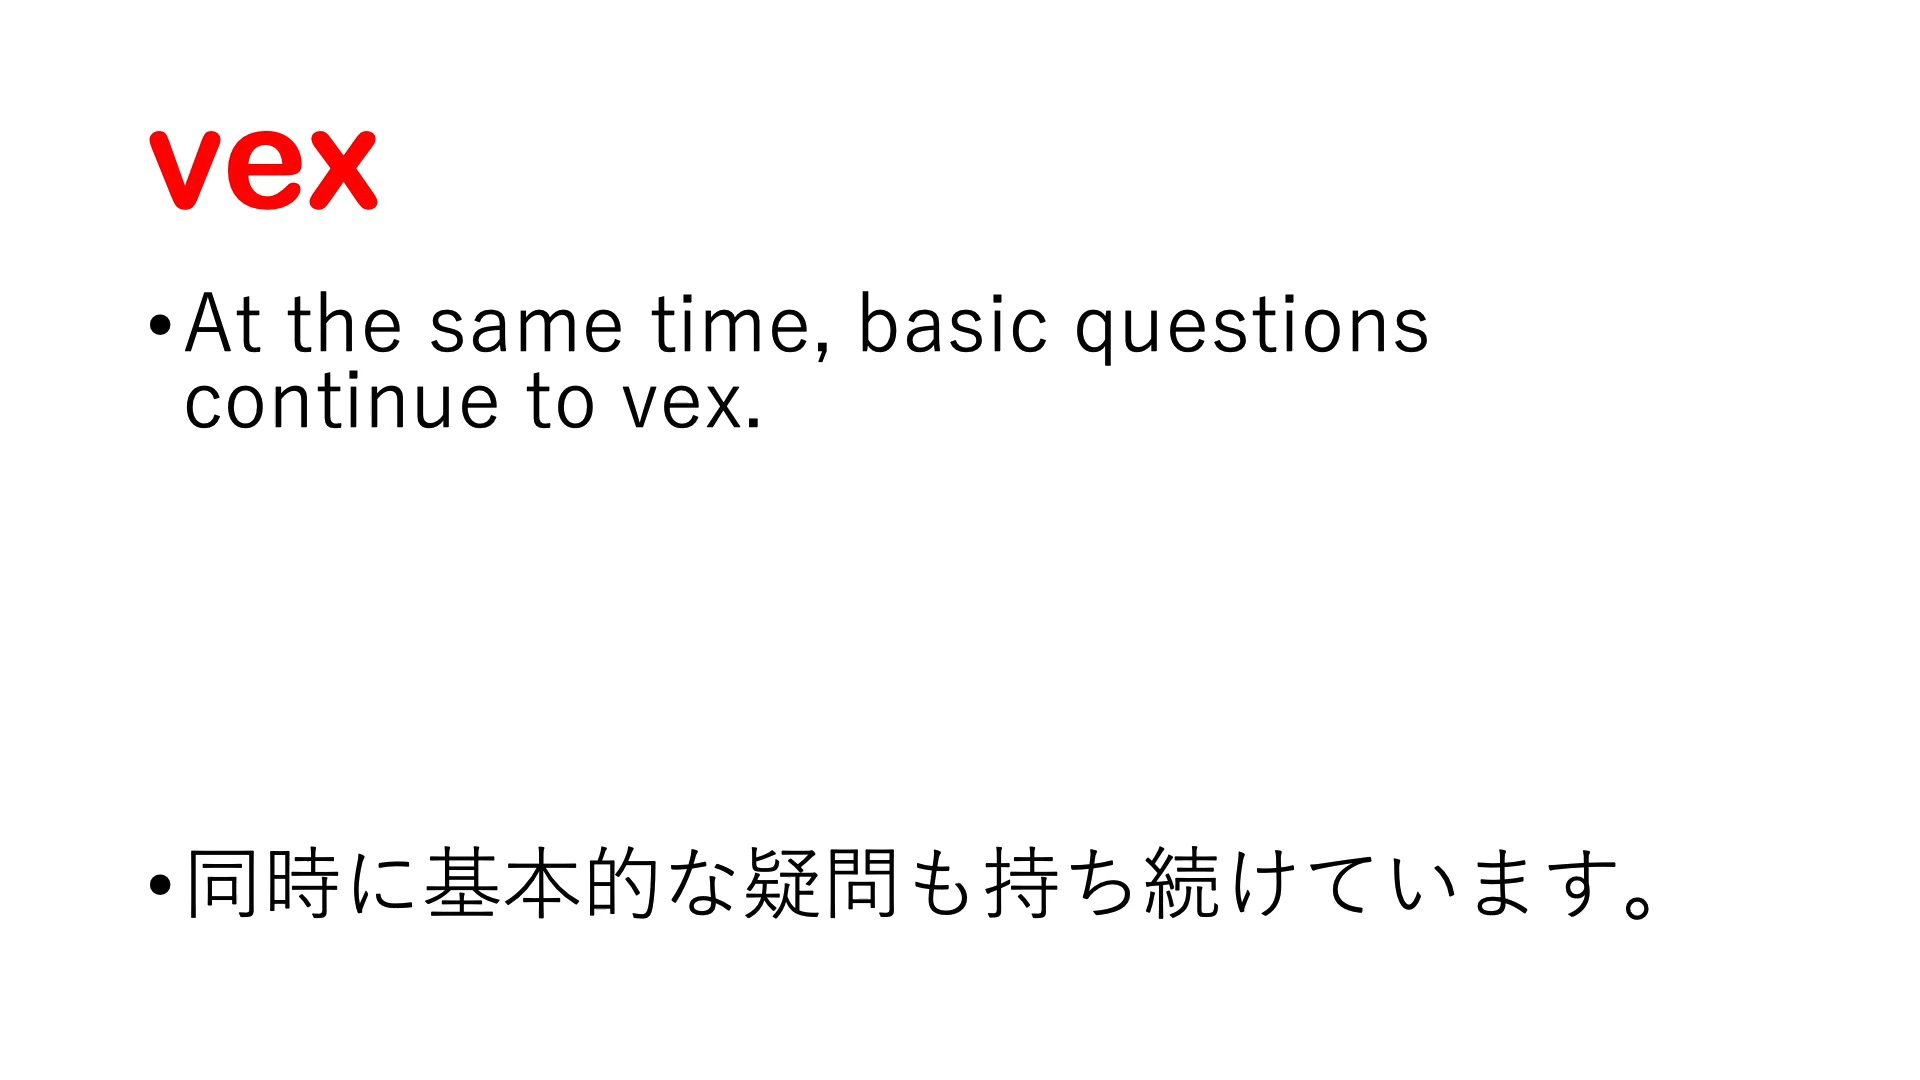 vex
•At the same time, basic questions
continue to vex.
•同時に基本的な疑問も持ち続けています。